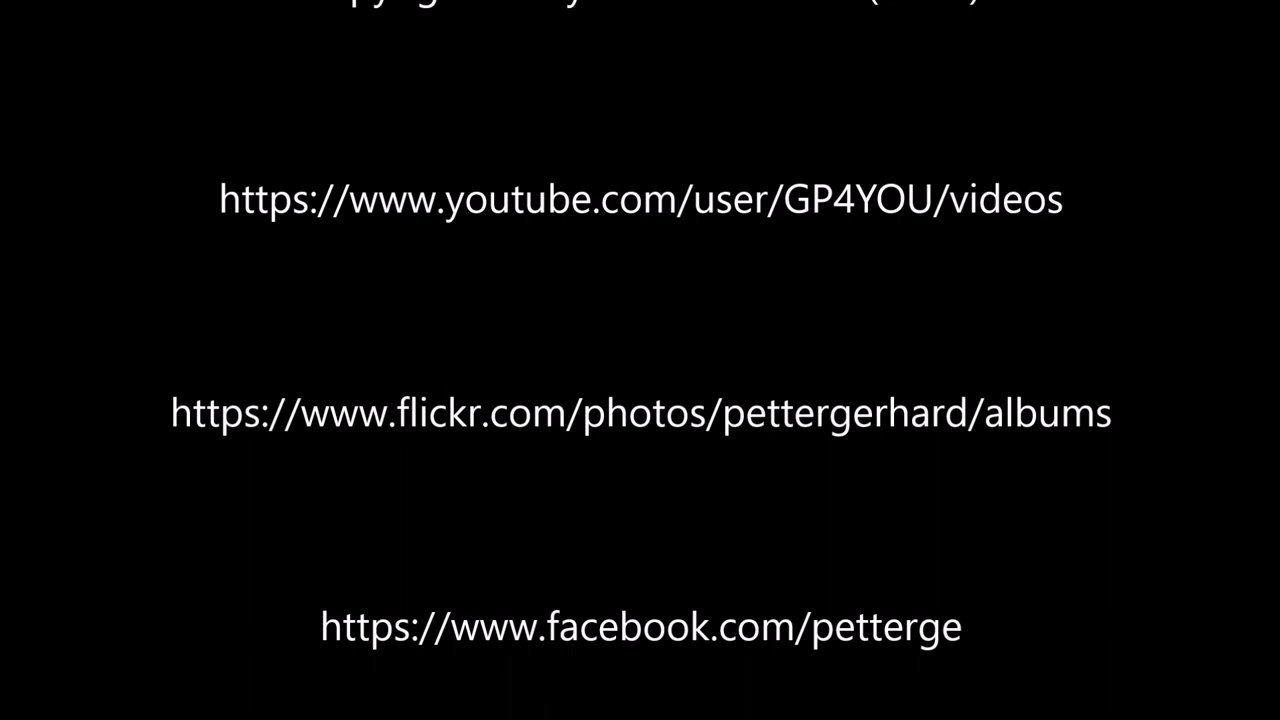 https://www.youtube.com/user/GP4YOU/videos
https://www.flickr.com/photos/pettergerhard/albums
https://www.facebook.com/petterge